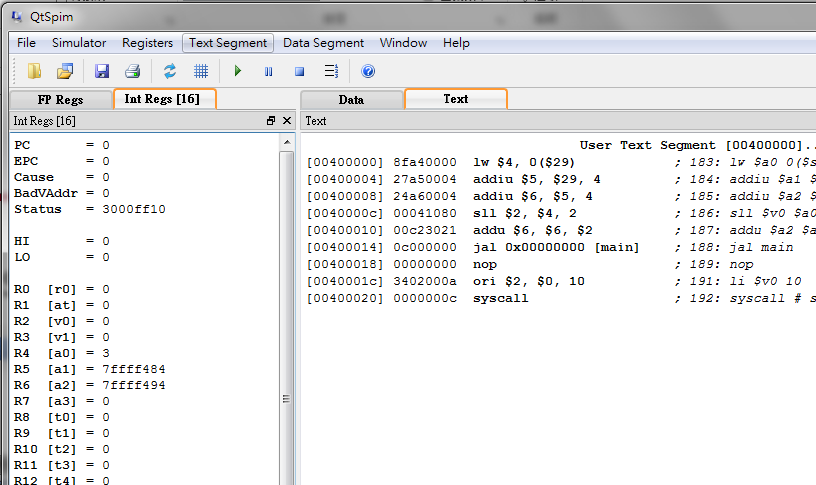 QtSpim
File Simulator Registers Text Segment Data Segment Window Help
FP Regs Int Regs [16]
Int Regs [16]
PC = 0
EPC = 0
Cause = 0
BadVAddr = 0
Status = 3000ff10
HI = 0
LO = 0
R0 [r0] = 0
R1 [at] = 0
R2 [v0] = 0
R3 [v1] = 0
R4 [a0] = 3
R5 [a1] = 7ffff484
R6 [a2] = 7ffff494
R7 [a3] = 0
R8 [t0] = 0
R9 [t1] = 0
R10 [t2] = 0
R11 [t3] = 0
R12 [t4] = 0
Data Text
Text
User Text Segment [00400000]..
[00400000] 8fa40000 lw $4, 0($29) ; 183: lw $a0 0($s
[00400004] 27a50004 addiu $5, $29, 4 ; 184: addiu $a1 $
[00400008] 24a60004 addiu $6, $5, 4 ; 185: addiu $a2 $
[0040000c] 00041080 sll $2, $4, 2 ; 186: sll $v0 $a0
[00400010] 00c23021 addu $6, $6, $2 ; 187: addu $a2 $a
[00400014] 0c000000 jal 0x00000000 [main] ; 188: jal main
[00400018] 00000000 nop ; 189: nop
[0040001c] 3402000a ori $2, $0, 10 ; 191: li $v0 10
[00400020] 0000000c syscall ; 192: syscall # s